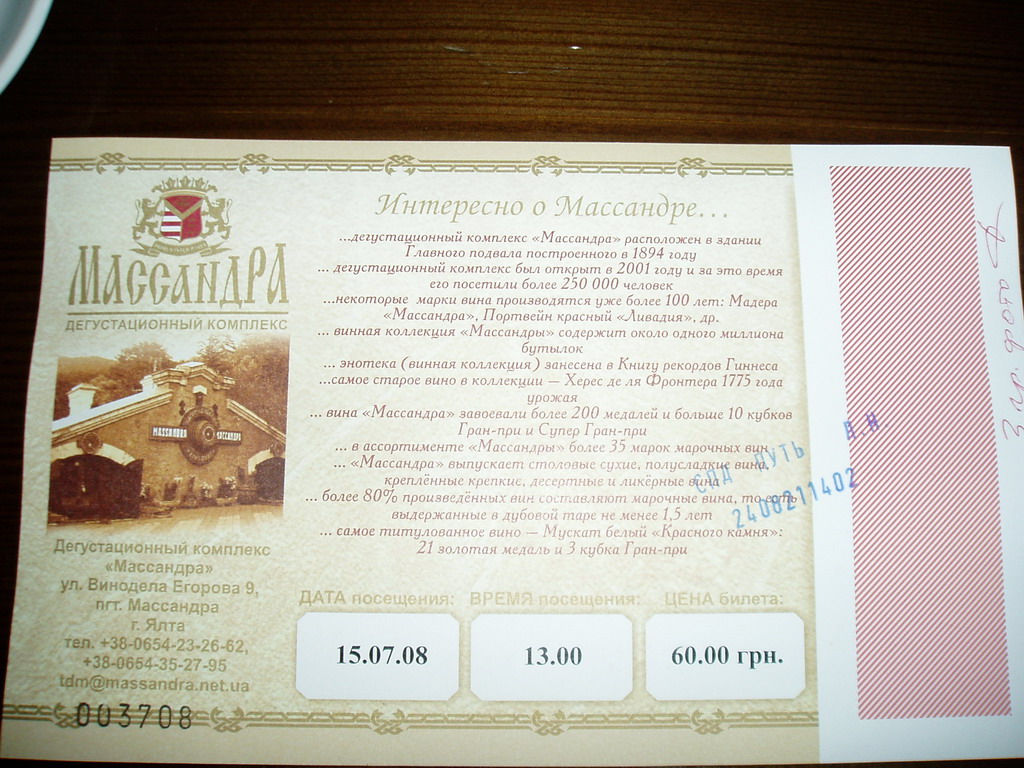 МАССАНДРА
ДЕГУСТАЦИОННЫЙ КОМПЛЕКС
МАССАНДРА МАССАНДРА
Дегустационный комплекс
«Массандра»
ул. Винодела Егорова 9,
пгт. Массандра
г. Ялта
тел. +38-0654-23-26-62,
+38-0654-35-27-95
tdm@massandra.net.ua
003708
Интересно о Массандре...
...дегустационный комплекс «Массандра» расположен в здании
Главного подвала построенного в 1894 году
... дегустационный комплекс был открыт в 2001 году и за это время
его посетили более 250 000 человек
...некоторые марки вина производятся уже более 100 лет: Мадера
«Массандра», Портвейн красный «Ливадия», др.
... винная коллекция «Массандры» содержит около одного миллиона
бутылок
... энотека (винная коллекция) занесена в Книгу рекордов Гиннеса
...самое старое вино в коллекции – Херес де ля Фронтера 1775 года
урожая
... вина «Массандра» завоевали более 200 медалей и больше 10 кубков
Гран-при и Супер Гран-при
... в ассортименте «Массандры» более 35 марок марочных вин
... «Массандра» выпускает столовые сухие, полусладкие вина,
креплённые крепкие, десертные и ликёрные вина
... более 80% произведённых вин составляют марочные вина, то есть
выдержанные в дубовой таре не менее 1,5 лет
... самое титулованное вино – Мускат белый «Красного камня»:
21 золотая медаль и 3 кубка Гран-при
СПД ПУТЬ В.Н
2408211402
ДАТА посещения: ВРЕМЯ посещения: ЦЕНА билета:
15.07.08 13.00 60.00 грн.
3 гр. фото